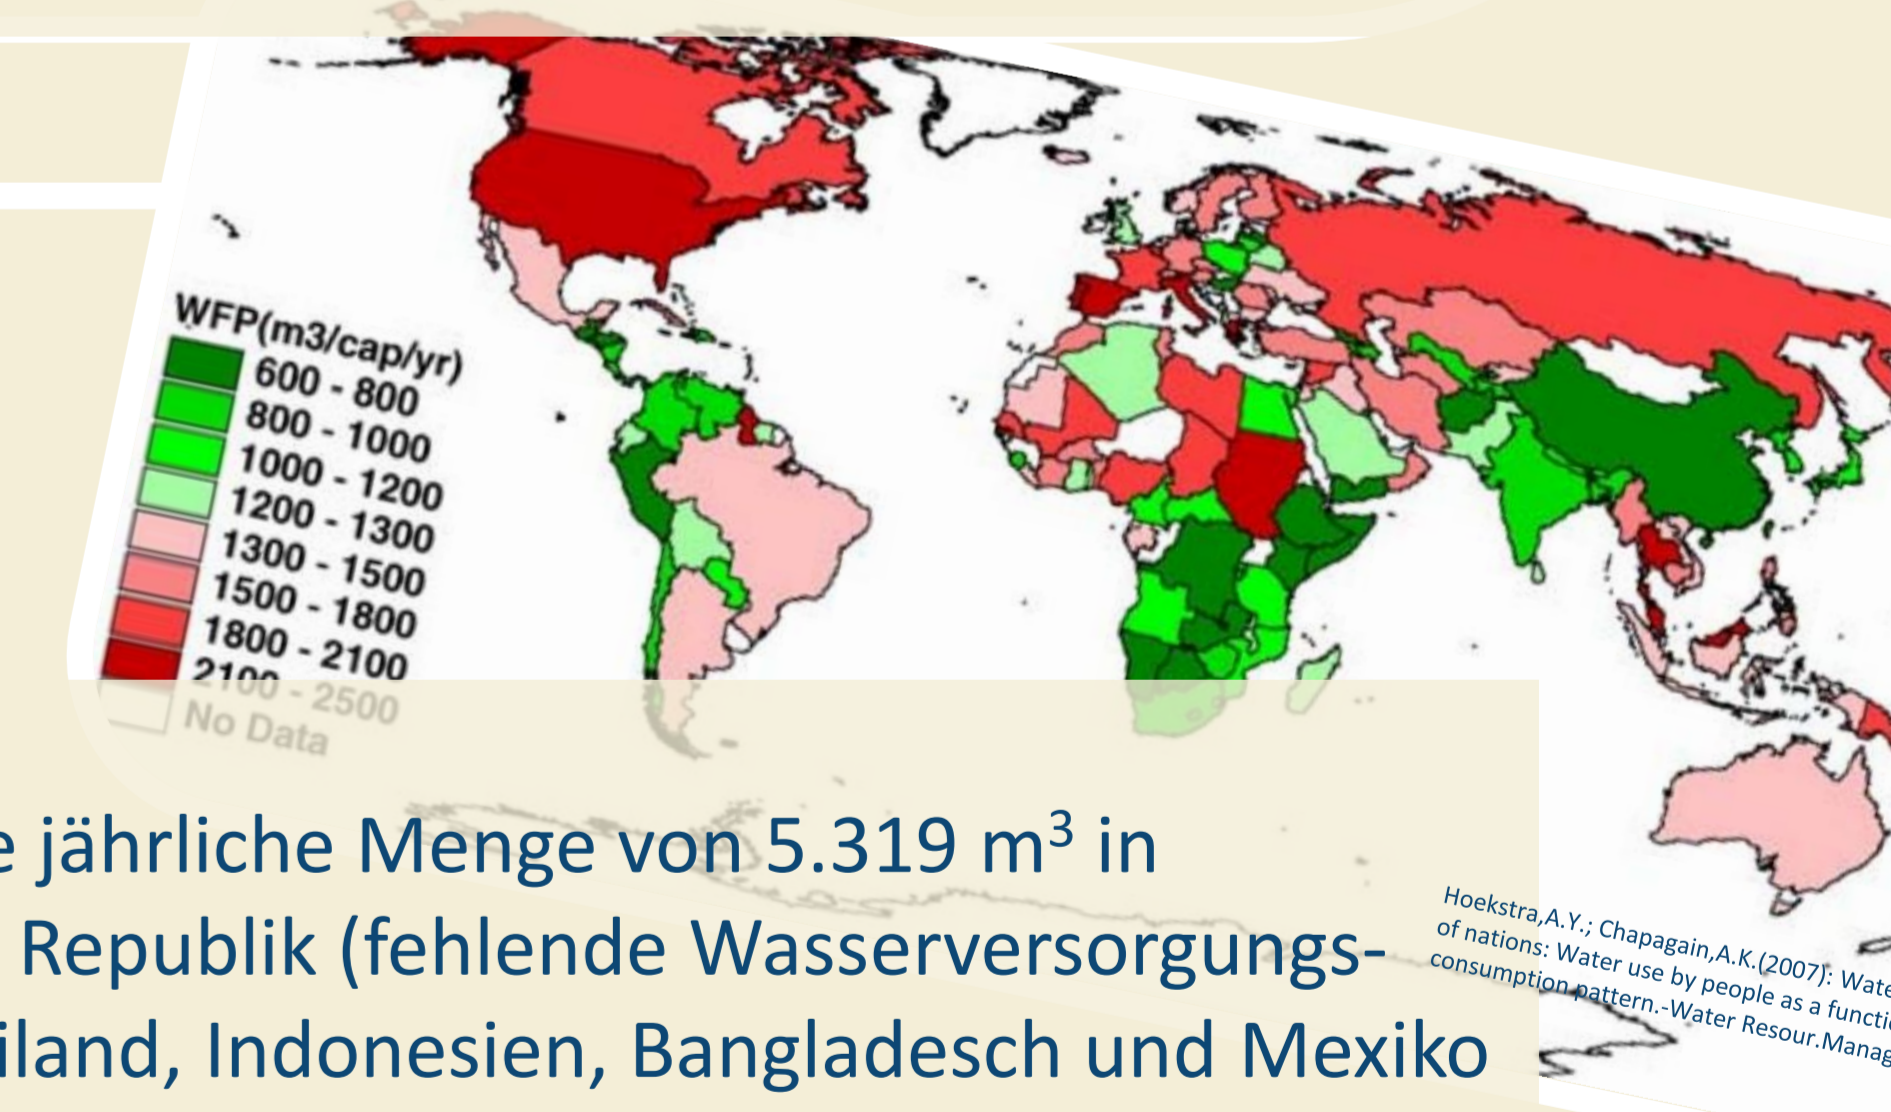 WFP(m3/cap/yr)
600 - 800
800 - 1000
1000 - 1200
1200 - 1300
1300 - 1500
1500 - 1800
1800 - 2100
2100 - 2500
No Data
e jährliche Menge von 5.319 m³ in
Republik (fehlende Wasserversorgungs-
iland, Indonesien, Bangladesch und Mexiko
Hoekstra,A.Y.; Chapagain,A.K.(2007): Wate
of nations: Water use by people as a functi
consumption pattern.-Water Resour.Manag